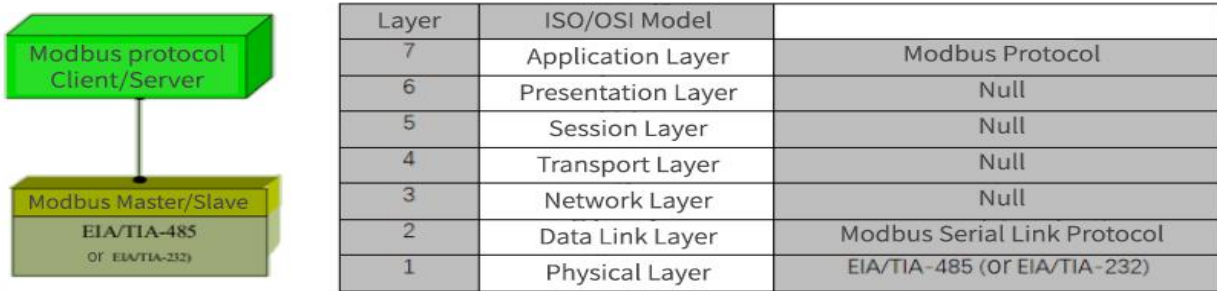 Modbus protocol
Client/Server
Modbus Master/Slave
EIA/TIA-485
or EIA/TIA-232)
Layer ISO/OSI Model
7 Application Layer Modbus Protocol
6 Presentation Layer Null
5 Session Layer Null
4 Transport Layer Null
3 Network Layer Null
2 Data Link Layer Modbus Serial Link Protocol
1 Physical Layer EIA/TIA-485 (or EIA/TIA-232)